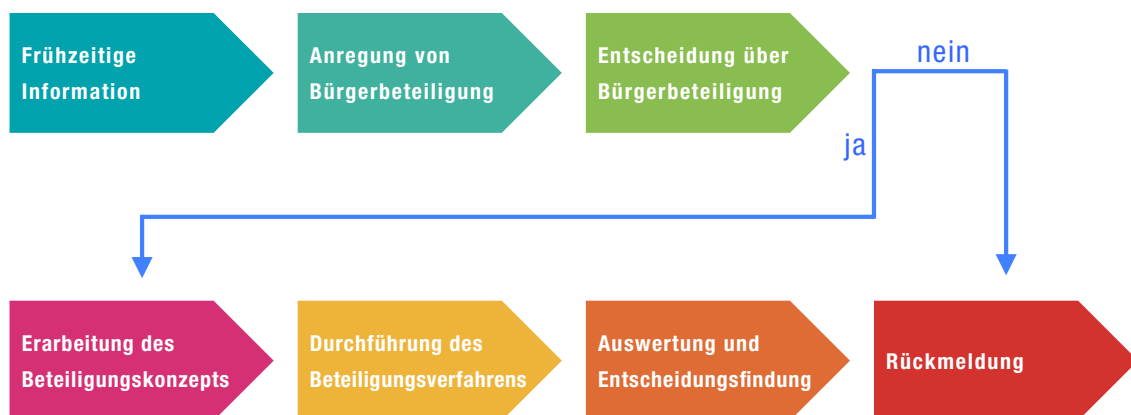 Frühzeitige
Information
Anregung von
Bürgerbeteiligung
Entscheidung über
Bürgerbeteiligung
nein
ja
Erarbeitung des
Beteiligungskonzepts
Durchführung des
Beteiligungsverfahrens
Auswertung und
Entscheidungsfindung
Rückmeldung